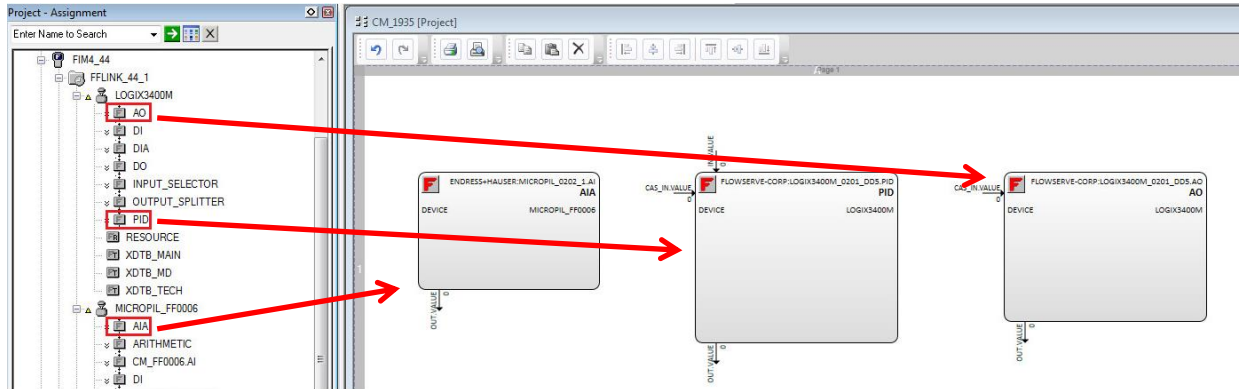 Project - Assignment
Enter Name to Search
FIM4_44
FFLINK_44_1
LOGIX3400M
AO
DI
DIA
DO
INPUT_SELECTOR
OUTPUT_SPLITTER
PID
RESOURCE
XDTB_MAIN
XDTB_MD
XDTB_TECH
MICROPIL_FF0006
AIA
ARITHMETIC
CM_FF0006.AI
DI
CM_1935 [Project]
Page 1
1
ENDRESS+HAUSER:MICROPIL_0202_1.AI
AIA
DEVICE MICROPIL_FF0006
OUT.VALUE
0
IN.VALUE
0
CAS_IN.VALUE
0
FLOWSERVE-CORP:LOGIX3400M_0201_DD5.PID
PID
DEVICE LOGIX3400M
OUT.VALUE
0
CAS_IN.VALUE
0
FLOWSERVE-CORP:LOGIX3400M_0201_DD5.AO
AO
DEVICE LOGIX3400M
OUT.VALUE
0